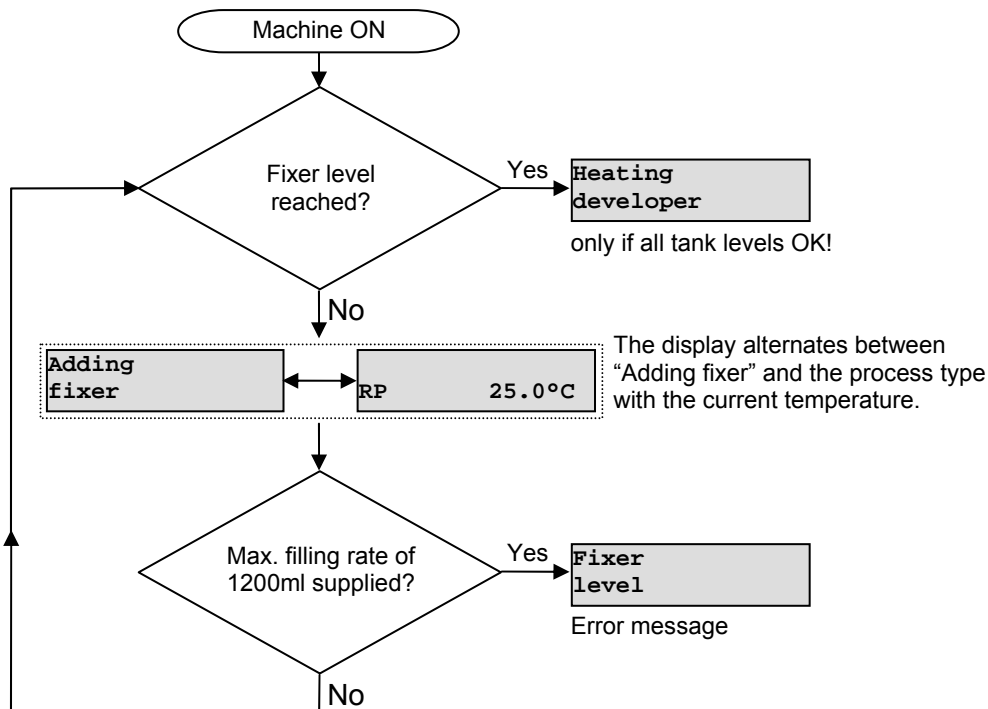 Machine ON
Fixer level
reached?
Yes
Heating
developer
only if all tank levels OK!
No
Adding
fixer
RP 25.0°C
The display alternates between
“Adding fixer” and the process type
with the current temperature.
Max. filling rate of
1200ml supplied?
Yes
Fixer
level
Error message
No